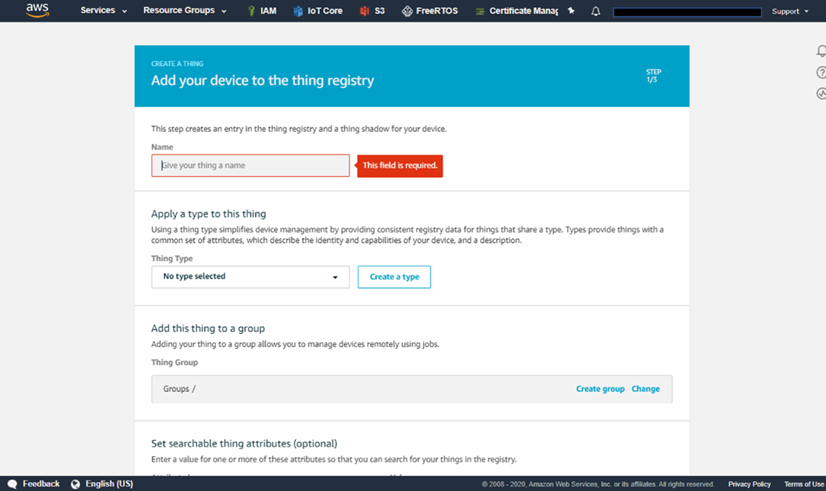 aws
Services
Resource Groups
IAM
IoT Core
S3
FreeRTOS
Certificate Manag
Support
CREATE A THING
Add your device to the thing registry
STEP
1/3
This step creates an entry in the thing registry and a thing shadow for your device.
Name
Give your thing a name
This field is required.
Apply a type to this thing
Using a thing type simplifies device management by providing consistent registry data for things that share a type. Types provide things with a
common set of attributes, which describe the identity and capabilities of your device, and a description.
Thing Type
No type selected
Create a type
Add this thing to a group
Adding your thing to a group allows you to manage devices remotely using jobs.
Thing Group
Groups /
Create group
Change
Set searchable thing attributes (optional)
Enter a value for one or more of these attributes so that you can search for your things in the registry.
Feedback
English (US)
© 2008 - 2020, Amazon Web Services, Inc. or its affiliates. All rights reserved.
Privacy Policy
Terms of Use